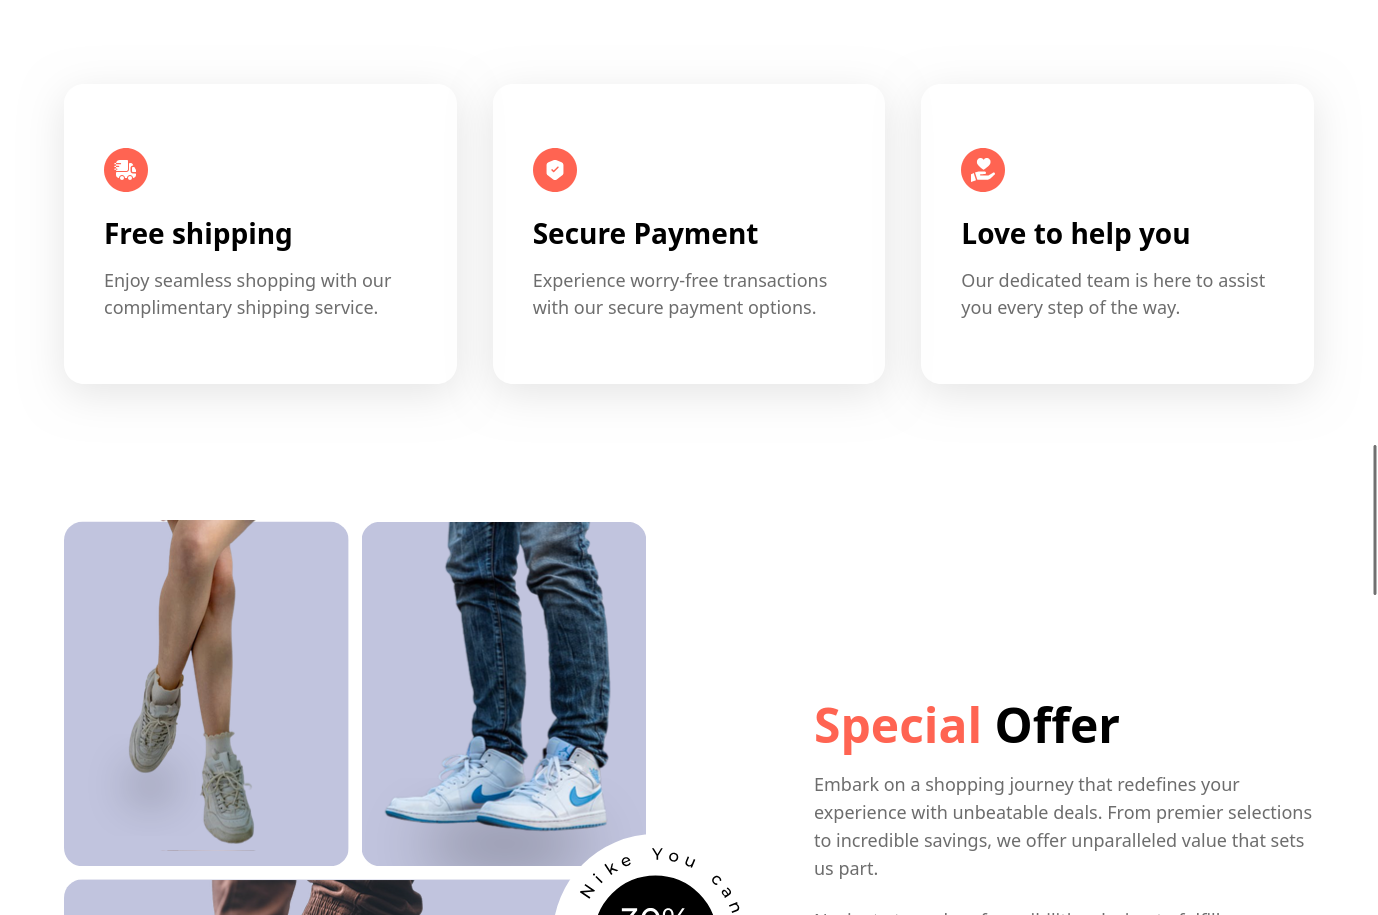 Free shipping
Enjoy seamless shopping with our
complimentary shipping service.
Secure Payment
Experience worry-free transactions
with our secure payment options.
Love to help you
Our dedicated team is here to assist
you every step of the way.
Special Offer
Embark on a shopping journey that redefines your
experience with unbeatable deals. From premier selections
to incredible savings, we offer unparalleled value that sets
us part.
Nike You can
30%